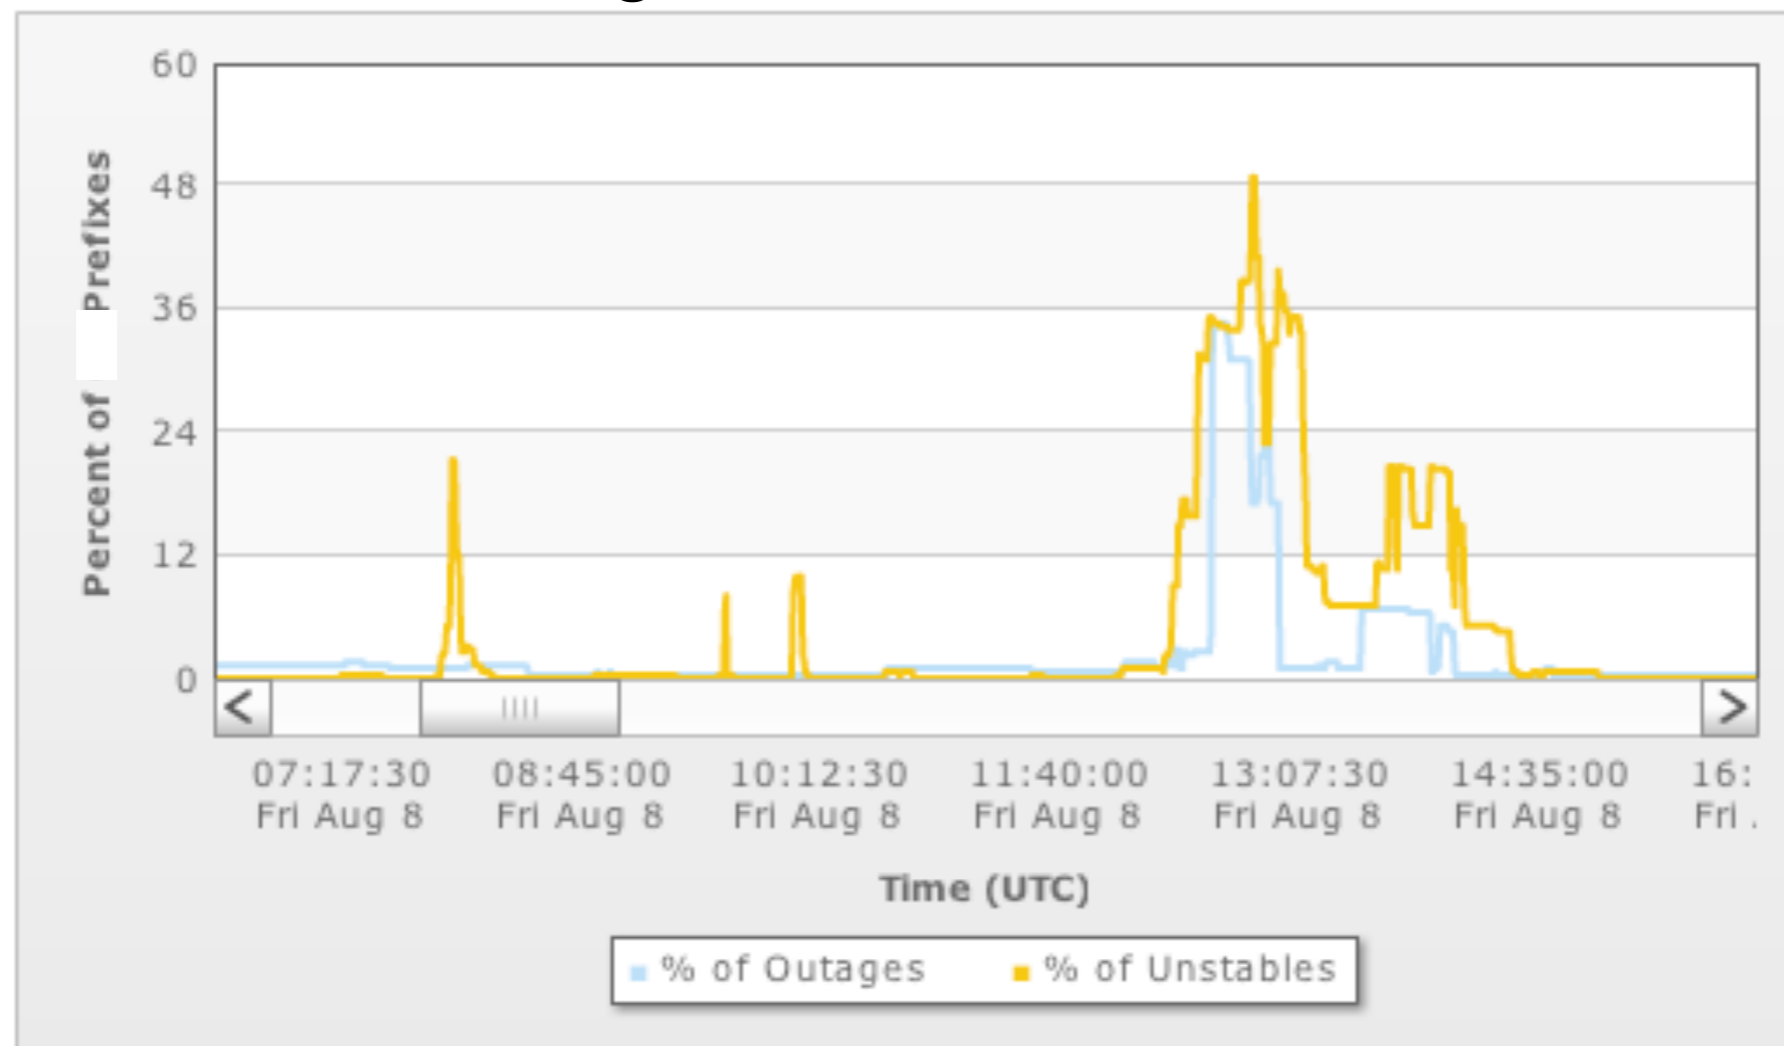 60
48
36
24
12
0
Percent of
Prefixes
07:17:30 08:45:00 10:12:30 11:40:00 13:07:30 14:35:00 16:
Fri Aug 8 Fri Aug 8 Fri Aug 8 Fri Aug 8 Fri Aug 8 Fri Aug 8 Fri .
Time (UTC)
% of Outages % of Unstables